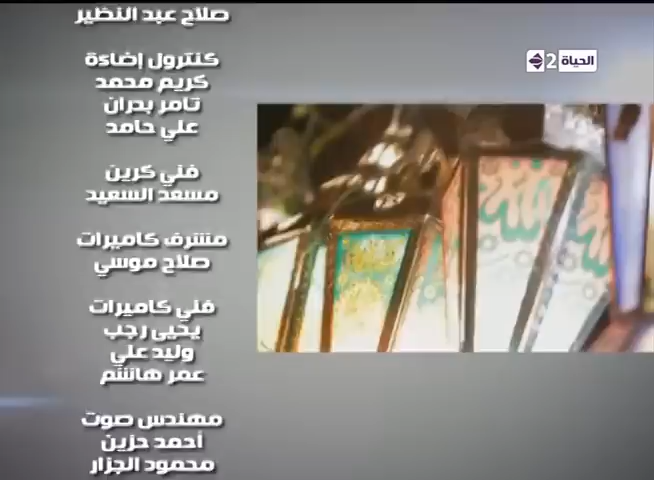 صلاح عبد النظير
كنترول إضاءة
كريم محمد
تامر بدران
علي حامد
فني كرين
مسعد السعيد
مشرف كاميرات
صلاح موسي
فني كاميرات
يحيى رجب
وليد علي
عمر هاشم
مهندس صوت
أحمد حزين
محمود الجزار
الحياة 2